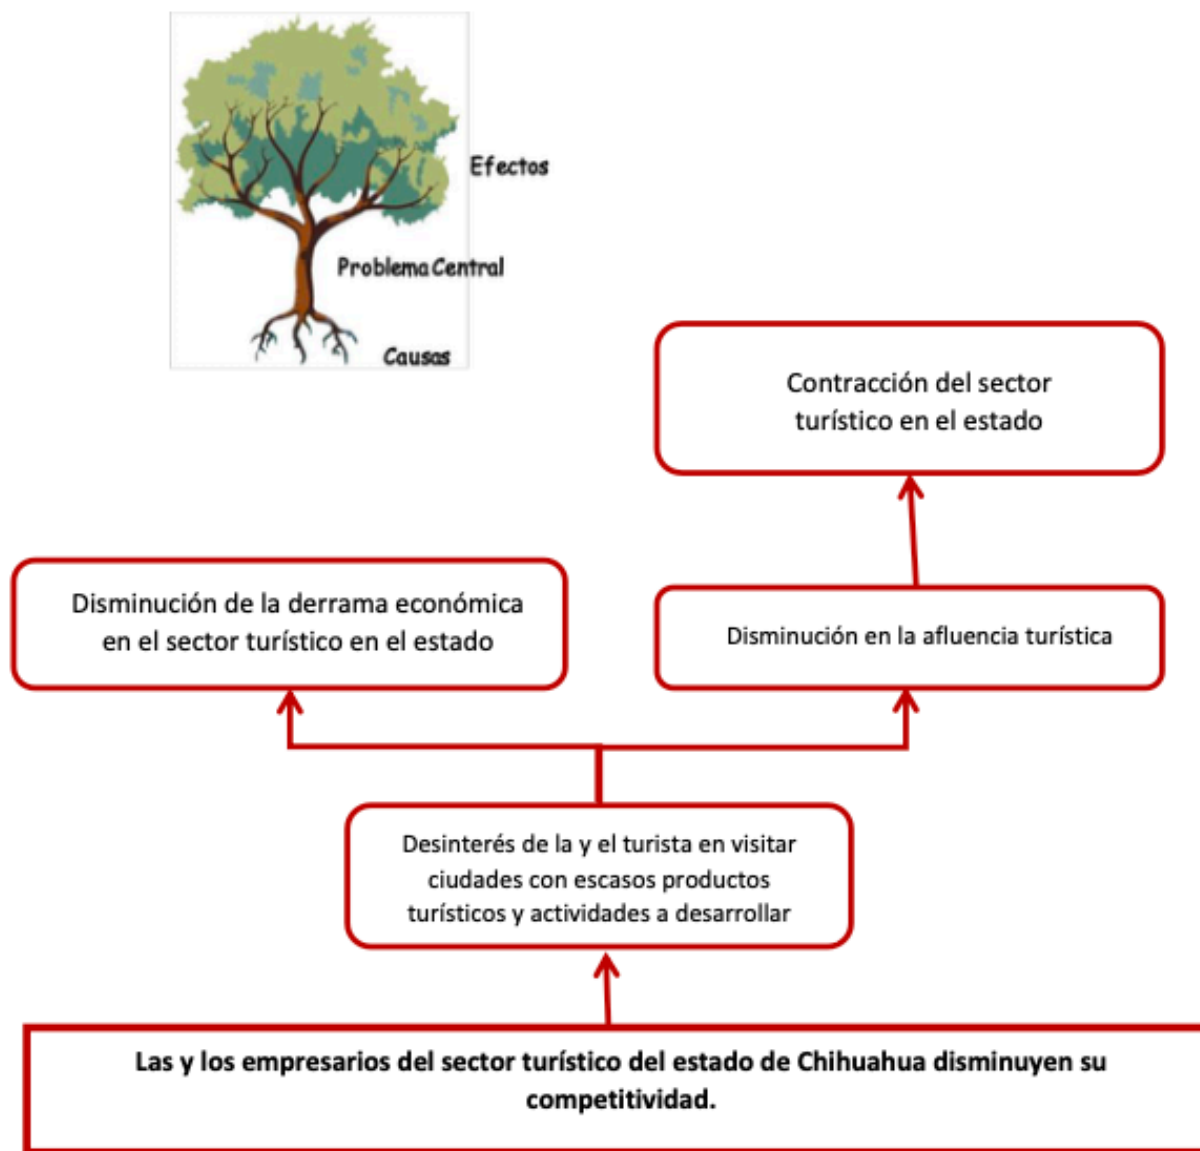 Efectos
Problema Central
Causas
Contracción del sector
turístico en el estado
Disminución de la derrama económica
en el sector turístico en el estado
Disminución en la afluencia turística
Desinterés de la y el turista en visitar
ciudades con escasos productos
turísticos y actividades a desarrollar
Las y los empresarios del sector turístico del estado de Chihuahua disminuyen su
competitividad.